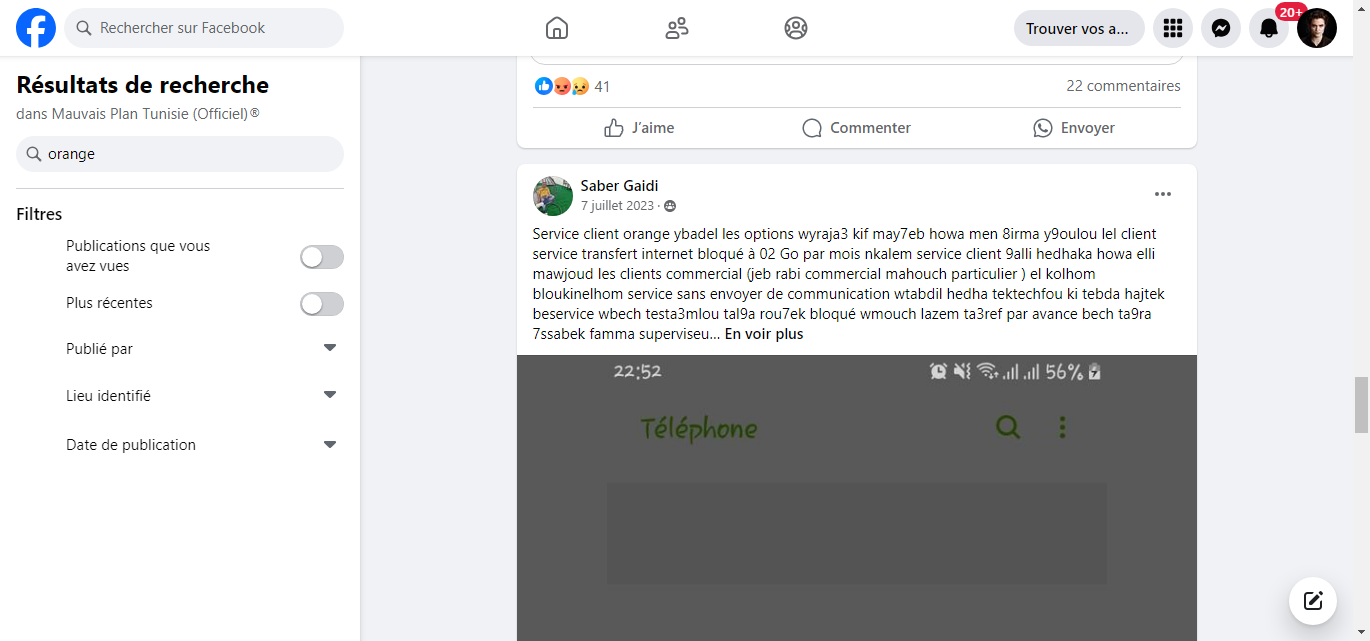 Rechercher sur Facebook
Trouver vos a...
20+
Résultats de recherche
dans Mauvais Plan Tunisie (Officiel)®
orange
Filtres
Publications que vous
avez vues
Plus récentes
Publié par
Lieu identifié
Date de publication
41
22 commentaires
J’aime
Commenter
Envoyer
Saber Gaidi
7 juillet 2023 ·
Service client orange ybadel les options wyraja3 kif may7eb howa men 8irma y9oulou lel client
service transfert internet bloqué à 02 Go par mois nkalem service client 9alli hedhaka howa elli
mawjoud les clients commercial (jeb rabi commercial mahouch particulier ) el kolhom
bloukinelhom service sans envoyer de communication wtabdil hedha tektechfou ki tebda hajtek
beservice wbech testa3mlou tal9a rou7ek bloqué wmouch lazem ta3ref par avance bech ta9ra
7ssabek famma superviseu... En voir plus
22:52
56%
Téléphone